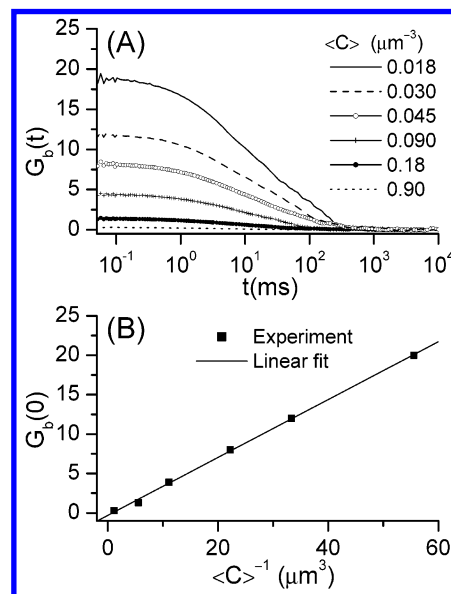 (A)
<C> (μm⁻³)
0.018
0.030
0.045
0.090
0.18
0.90
25
20
15
10
5
0
G_b(t)
10⁻¹ 10⁰ 10¹ 10² 10³ 10⁴
t(ms)
(B)
Experiment
Linear fit
25
20
15
10
5
0
G_b(0)
0 20 40 60
<C>⁻¹ (μm³)